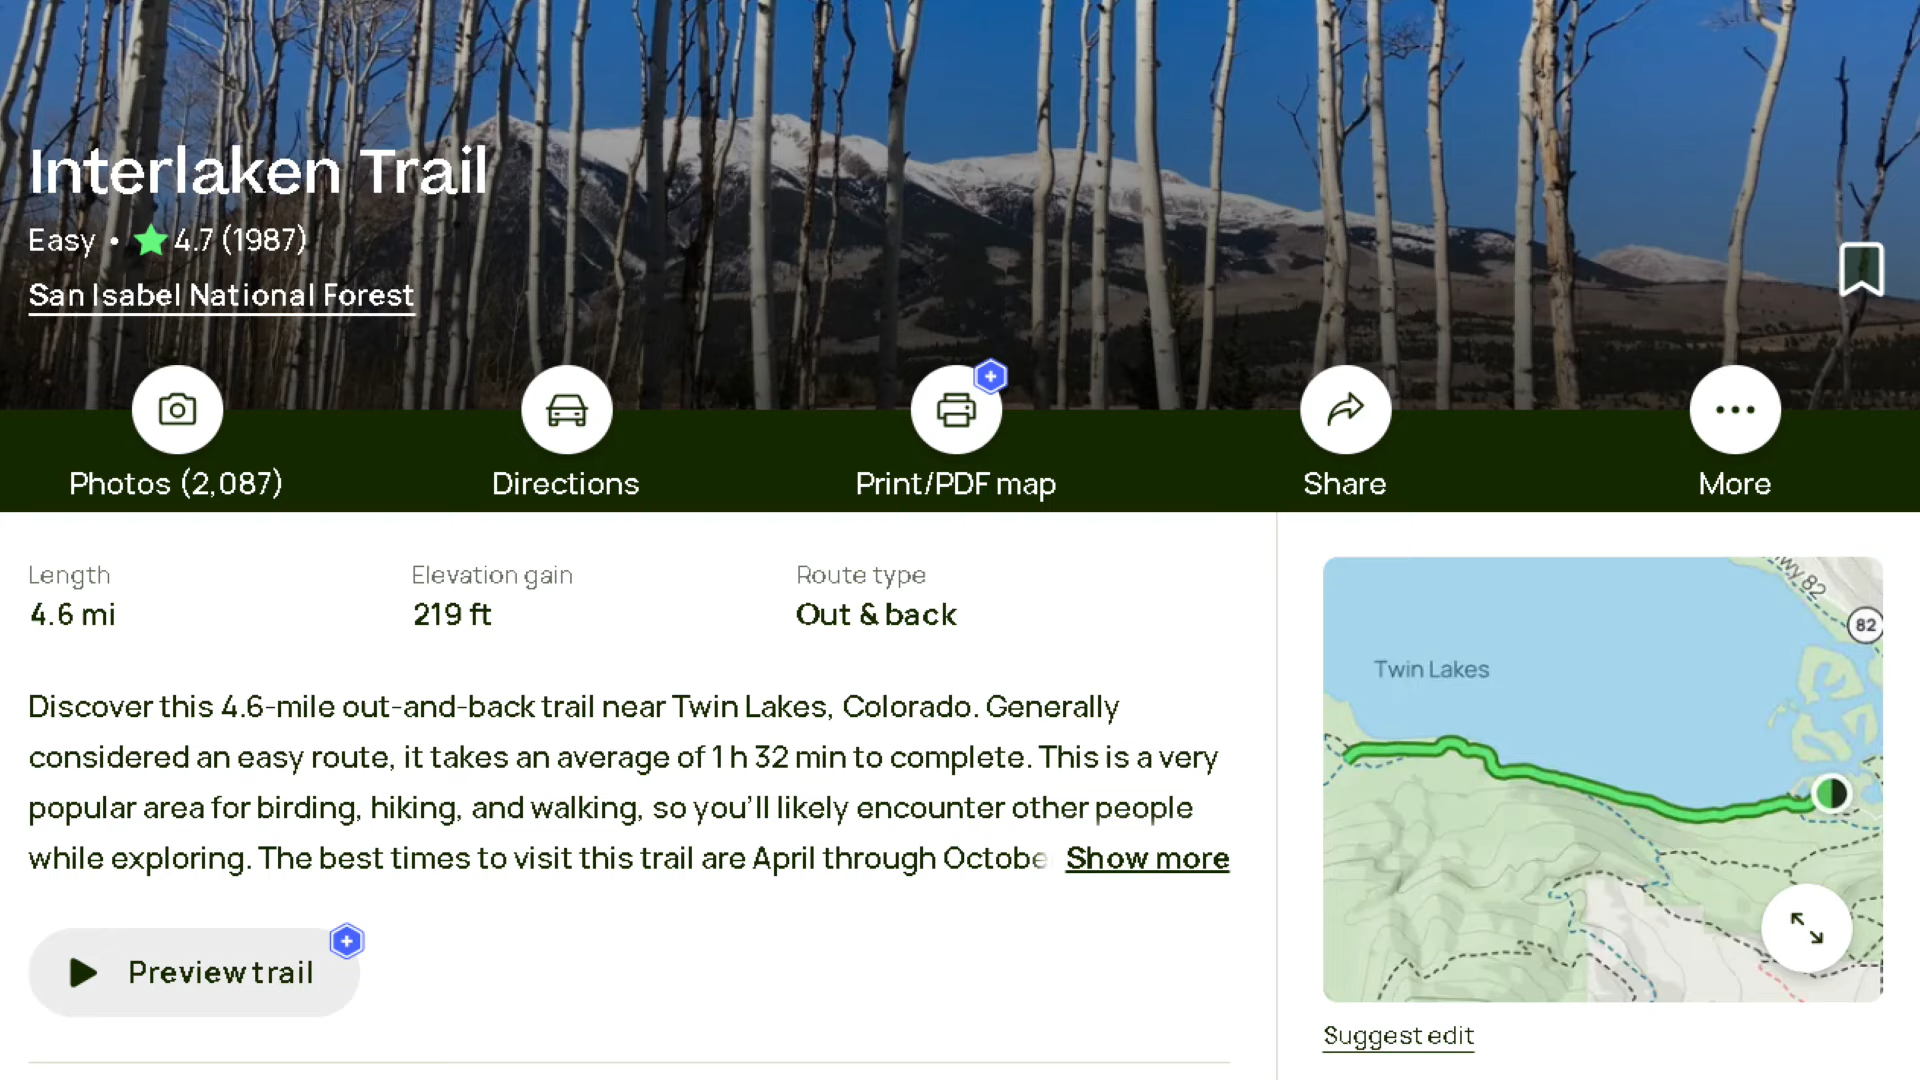 Interlaken Trail
Easy • 4.7 (1987)
San Isabel National Forest
Photos (2,087)
Directions
Print/PDF map
Share
More
Length
4.6 mi
Elevation gain
219 ft
Route type
Out & back
Discover this 4.6-mile out-and-back trail near Twin Lakes, Colorado. Generally
considered an easy route, it takes an average of 1 h 32 min to complete. This is a very
popular area for birding, hiking, and walking, so you'll likely encounter other people
while exploring. The best times to visit this trail are April through Octobe Show more
Preview trail
wy 82
82
Twin Lakes
Suggest edit